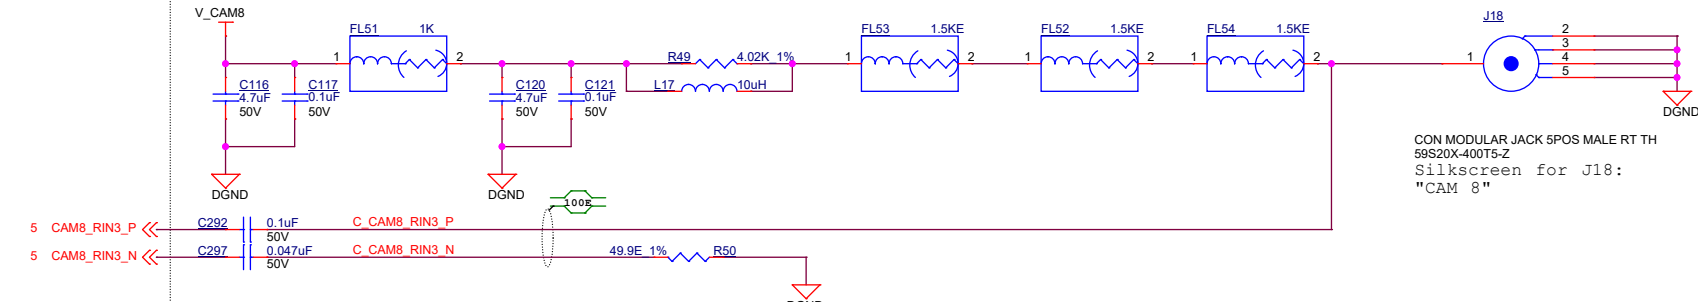 V_CAM8
FL51 1K
1 2
C116
4.7uF
50V
C117
0.1uF
50V
DGND
C120
4.7uF
50V
C121
0.1uF
50V
DGND
R49 4.02K_1%
L17 10uH
FL53 1.5KE
1 2
FL52 1.5KE
1 2
FL54 1.5KE
1 2
J18
1
2
3
4
5
DGND
CON MODULAR JACK 5POS MALE RT TH
59S20X-400T5-Z
Silkscreen for J18:
"CAM 8"
100E
5 CAM8_RIN3_P C292 0.1uF C_CAM8_RIN3_P
50V
5 CAM8_RIN3_N C297 0.047uF C_CAM8_RIN3_N 49.9E_1% R50
50V